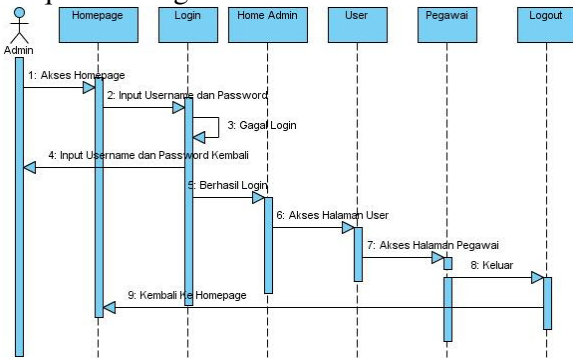 Homepage
Login
Home Admin
User
Pegawai
Logout
Admin
1: Akses Homepage
2: Input Username dan Password
3: Gagal Login
4: Input Username dan Password Kembali
5: Berhasil Login
6: Akses Halaman User
7: Akses Halaman Pegawai
8: Keluar
9: Kembali Ke Homepage